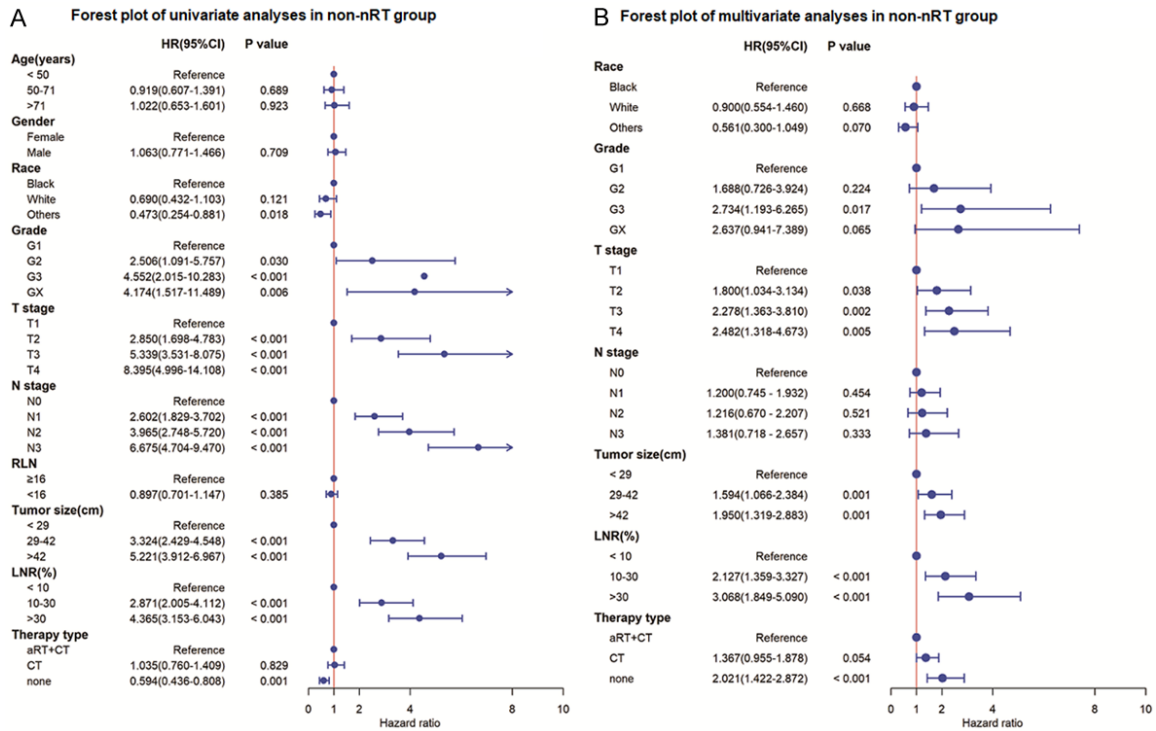 A Forest plot of univariate analyses in non-nRT group
HR(95%CI) P value
Age(years)
< 50 Reference
50-71 0.919(0.607-1.391) 0.689
>71 1.022(0.653-1.601) 0.923
Gender
Female Reference
Male 1.063(0.771-1.466) 0.709
Race
Black Reference
White 0.690(0.432-1.103) 0.121
Others 0.473(0.254-0.881) 0.018
Grade
G1 Reference
G2 2.506(1.091-5.757) 0.030
G3 4.552(2.015-10.283) < 0.001
GX 4.174(1.517-11.489) 0.006
T stage
T1 Reference
T2 2.850(1.698-4.783) < 0.001
T3 5.339(3.531-8.075) < 0.001
T4 8.395(4.996-14.108) < 0.001
N stage
N0 Reference
N1 2.602(1.829-3.702) < 0.001
N2 3.965(2.748-5.720) < 0.001
N3 6.675(4.704-9.470) < 0.001
RLN
≥16 Reference
<16 0.897(0.701-1.147) 0.385
Tumor size(cm)
< 29 Reference
29-42 3.324(2.429-4.548) < 0.001
>42 5.221(3.912-6.967) < 0.001
LNR(%)
< 10 Reference
10-30 2.871(2.005-4.112) < 0.001
>30 4.365(3.153-6.043) < 0.001
Therapy type
aRT+CT Reference
CT 1.035(0.760-1.409) 0.829
none 0.594(0.436-0.808) 0.001
0 1 2 4 8 10
Hazard ratio
B Forest plot of multivariate analyses in non-nRT group
HR(95%CI) P value
Race
Black Reference
White 0.900(0.554-1.460) 0.668
Others 0.561(0.300-1.049) 0.070
Grade
G1 Reference
G2 1.688(0.726-3.924) 0.224
G3 2.734(1.193-6.265) 0.017
GX 2.637(0.941-7.389) 0.065
T stage
T1 Reference
T2 1.800(1.034-3.134) 0.038
T3 2.278(1.363-3.810) 0.002
T4 2.482(1.318-4.673) 0.005
N stage
N0 Reference
N1 1.200(0.745 - 1.932) 0.454
N2 1.216(0.670 - 2.207) 0.521
N3 1.381(0.718 - 2.657) 0.333
Tumor size(cm)
< 29 Reference
29-42 1.594(1.066-2.384) 0.001
>42 1.950(1.319-2.883) 0.001
LNR(%)
< 10 Reference
10-30 2.127(1.359-3.327) < 0.001
>30 3.068(1.849-5.090) < 0.001
Therapy type
aRT+CT Reference
CT 1.367(0.955-1.878) 0.054
none 2.021(1.422-2.872) < 0.001
0 1 2 4 8 10
Hazard ratio